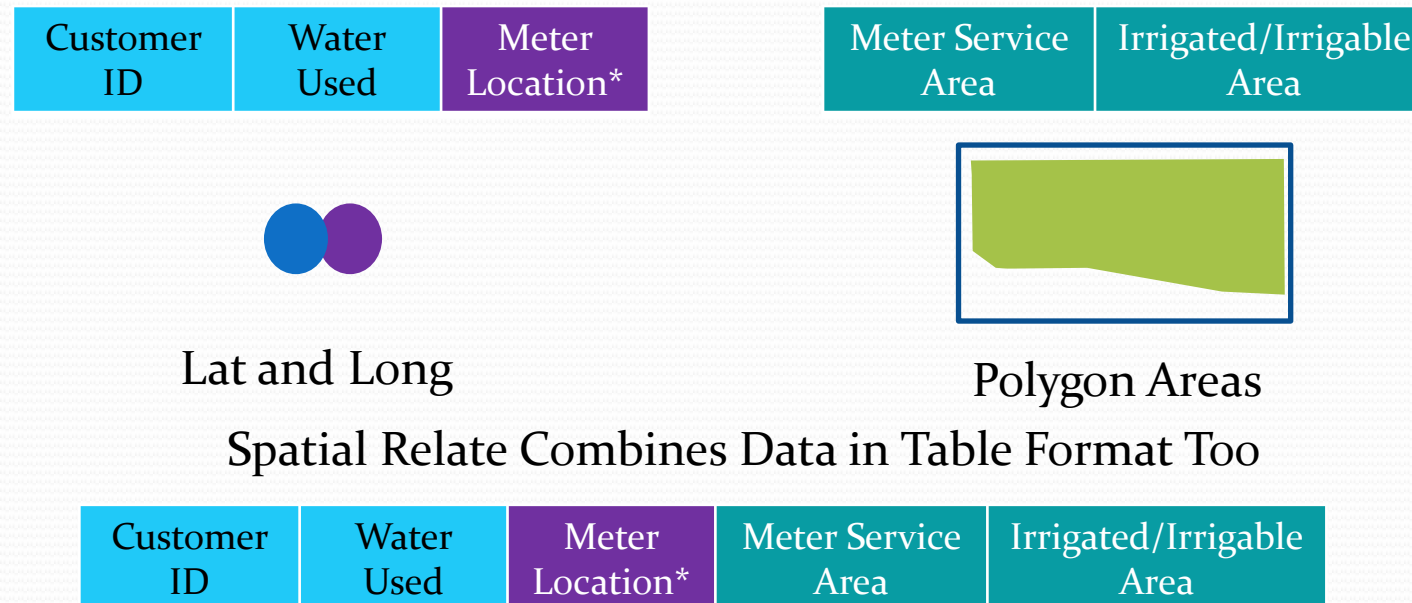 Customer ID
Water Used
Meter Location*
Meter Service Area
Irrigated/Irrigable Area
Lat and Long
Polygon Areas
Spatial Relate Combines Data in Table Format Too
Customer ID
Water Used
Meter Location*
Meter Service Area
Irrigated/Irrigable Area